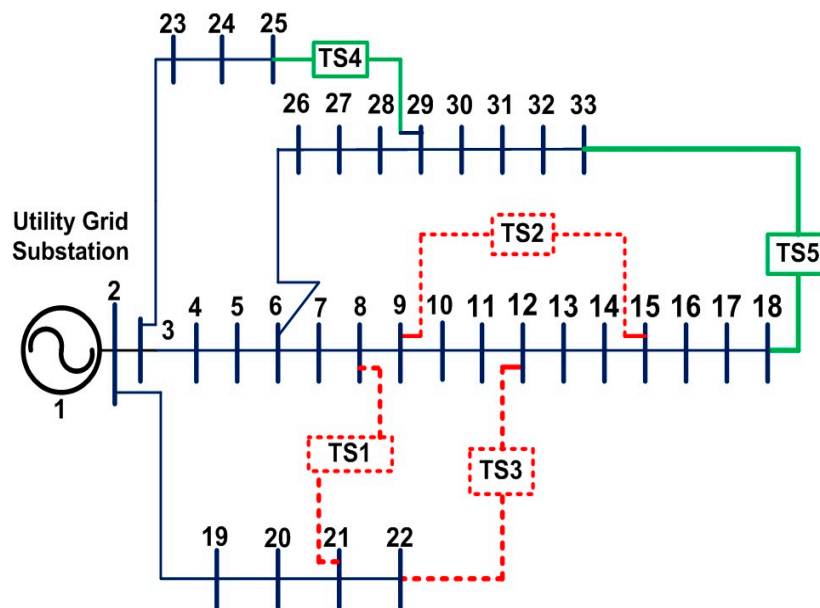 23 24 25
TS4
26 27 28 29 30 31 32 33
Utility Grid
Substation
TS2
TS5
2
3 4 5 6 7 8 9 10 11 12 13 14 15 16 17 18
1
TS1
TS3
19 20 21 22